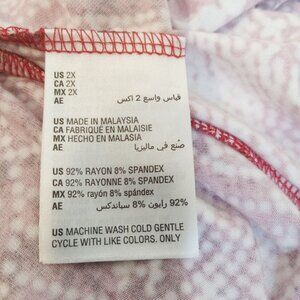 US 2X
CA 2X
MX 2X
AE قياس واسع 2 اكس
US MADE IN MALAYSIA
CA FABRIQUÉ EN MALAISIE
MX HECHO EN MALASIA
AE صنع في ماليزيا
US 92% RAYON 8% SPANDEX
CA 92% RAYONNE 8% SPANDEX
MX 92% rayón 8% spándex
AE 92% رايون 8% سباندكس
US MACHINE WASH COLD GENTLE
CYCLE WITH LIKE COLORS. ONLY